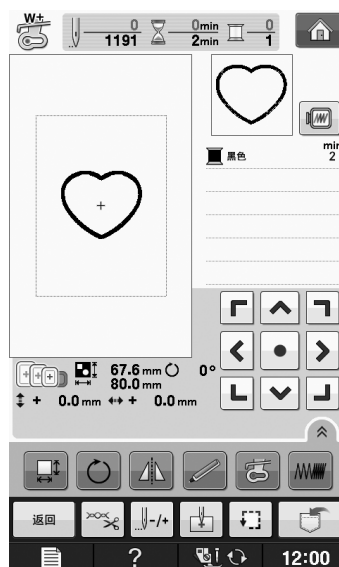 W+
0
1191
0min
2min
0
1
黑色
min
2
67.6 mm 0°
80.0 mm
+ 0.0 mm + 0.0 mm
-/+
返回
?
12:00